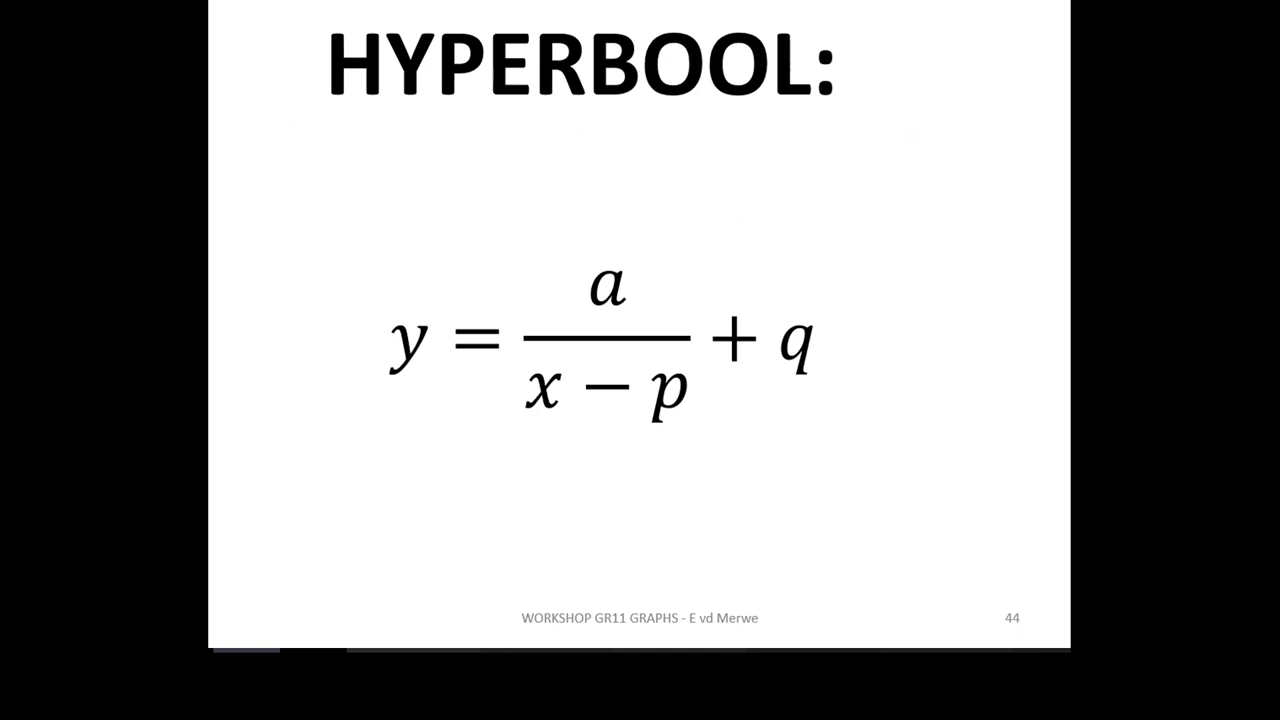 HYPERBOOL:
y = a / (x − p) + q
WORKSHOP GR11 GRAPHS - E vd Merwe
44